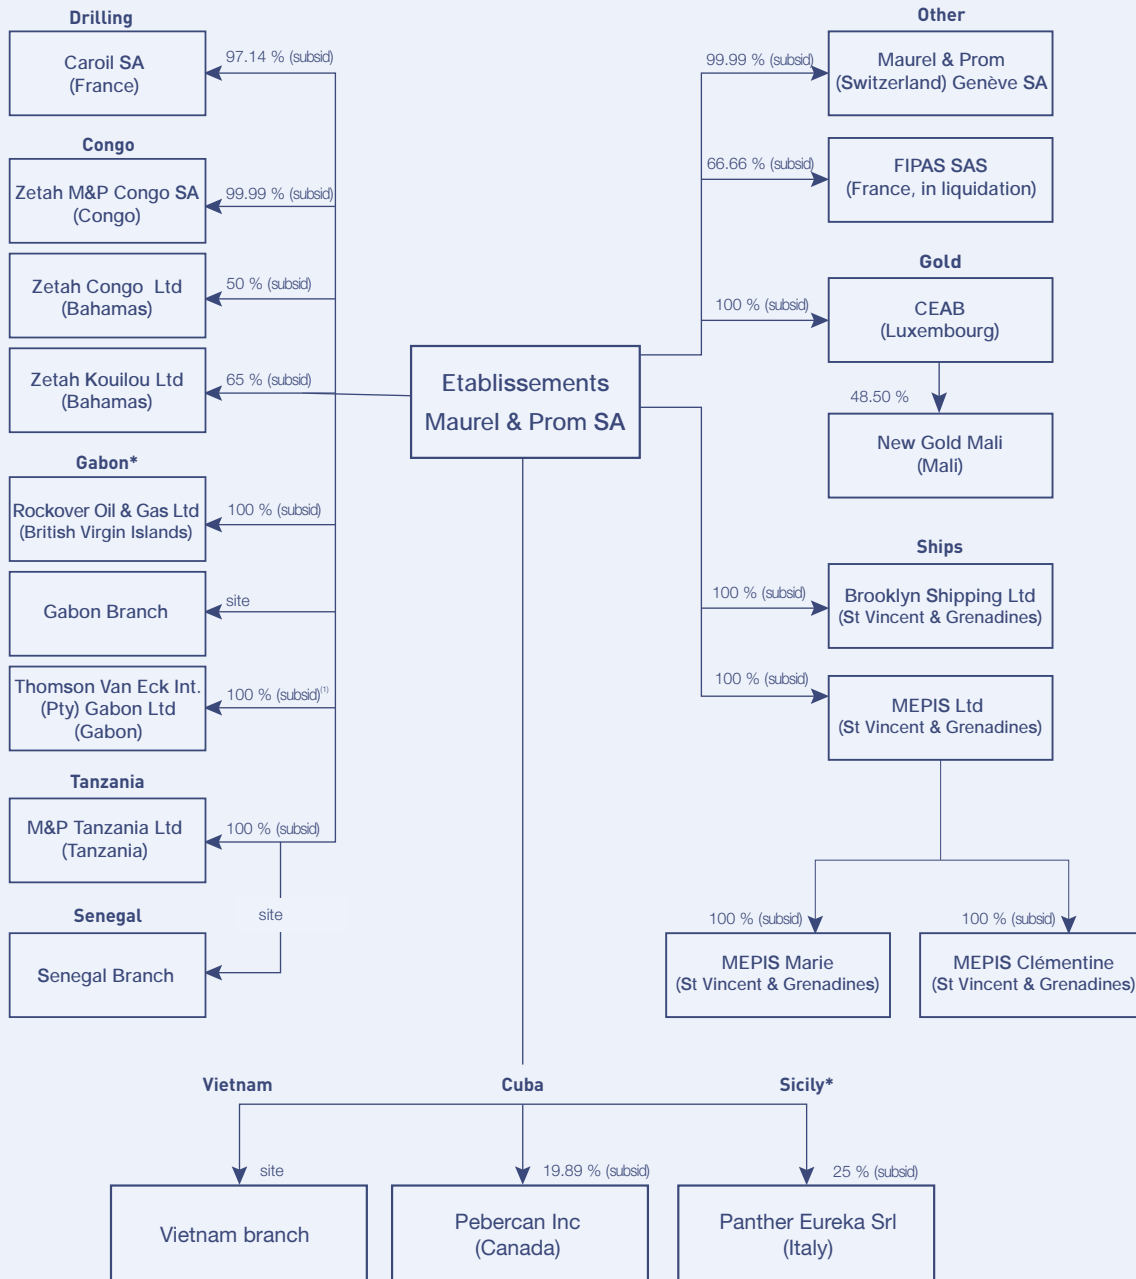 Drilling
Caroil SA
(France)
97.14 % (subsid)
Congo
Zetah M&P Congo SA
(Congo)
99.99 % (subsid)
Zetah Congo Ltd
(Bahamas)
50 % (subsid)
Zetah Kouilou Ltd
(Bahamas)
65 % (subsid)
Gabon*
Rockover Oil & Gas Ltd
(British Virgin Islands)
100 % (subsid)
Gabon Branch
site
Thomson Van Eck Int.
(Pty) Gabon Ltd
(Gabon)
100 % (subsid)(1)
Tanzania
M&P Tanzania Ltd
(Tanzania)
100 % (subsid)
Senegal
site
Senegal Branch
Etablissements
Maurel & Prom SA
Other
99.99 % (subsid)
Maurel & Prom
(Switzerland) Genève SA
66.66 % (subsid)
FIPAS SAS
(France, in liquidation)
Gold
100 % (subsid)
CEAB
(Luxembourg)
48.50 %
New Gold Mali
(Mali)
Ships
100 % (subsid)
Brooklyn Shipping Ltd
(St Vincent & Grenadines)
100 % (subsid)
MEPIS Ltd
(St Vincent & Grenadines)
100 % (subsid)
MEPIS Marie
(St Vincent & Grenadines)
100 % (subsid)
MEPIS Clémentine
(St Vincent & Grenadines)
Vietnam
site
Vietnam branch
Cuba
19.89 % (subsid)
Pebercan Inc
(Canada)
Sicily*
25 % (subsid)
Panther Eureka Srl
(Italy)